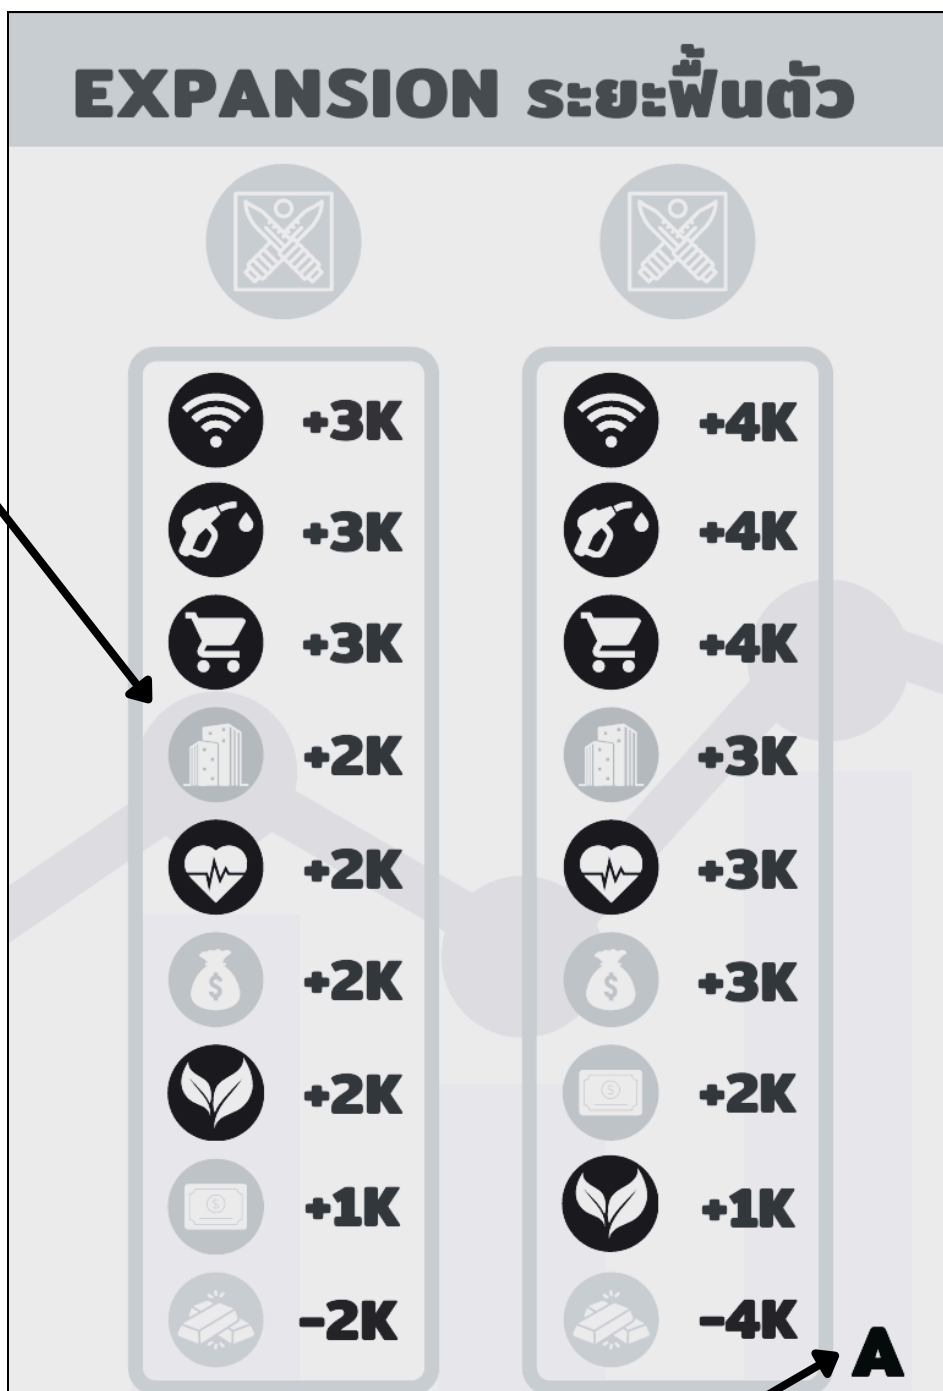 EXPANSION ระยะฟื้นตัว
+3K +4K
+3K +4K
+3K +4K
+2K +3K
+2K +3K
$ +2K $ +3K
+2K $ +2K
$ +1K +1K
-2K -4K
A